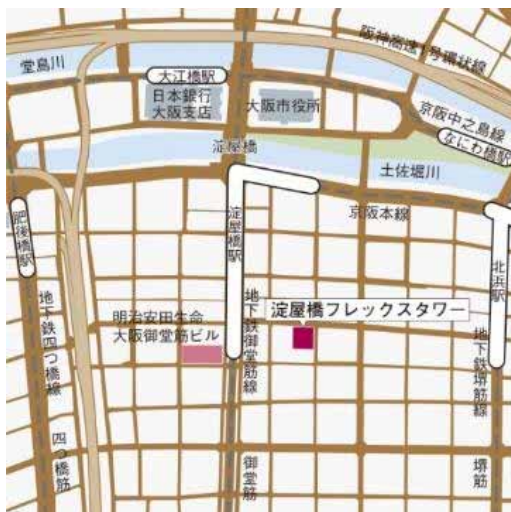 阪神高速1号環状線
堂島川
大江橋駅
日本銀行
大阪支店
大阪市役所
京阪中之島線
なにわ橋駅
淀屋橋
土佐堀川
京阪本線
肥後橋駅
淀屋橋駅
北浜駅
地下鉄四つ橋線
明治安田生命
大阪御堂筋ビル
地下鉄御堂筋線
淀屋橋フレックスタワー
地下鉄堺筋線
四つ橋筋
御堂筋
堺筋